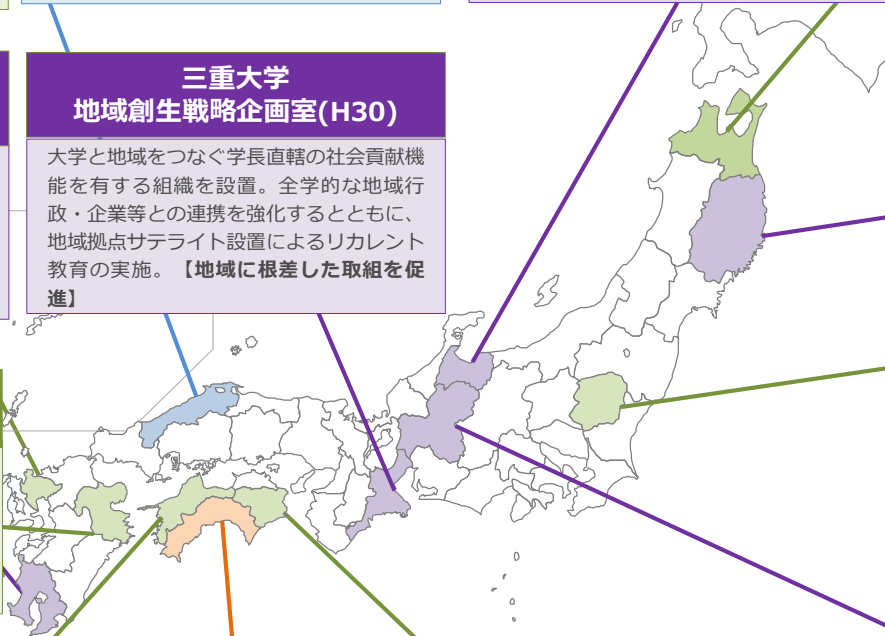 三重大学
地域創生戦略企画室(H30)
大学と地域をつなぐ学長直轄の社会貢献機
能を有する組織を設置。全学的な地域行
政・企業等との連携を強化するとともに、
地域拠点サテライト設置によるリカレント
教育の実施。【地域に根差した取組を促
進】